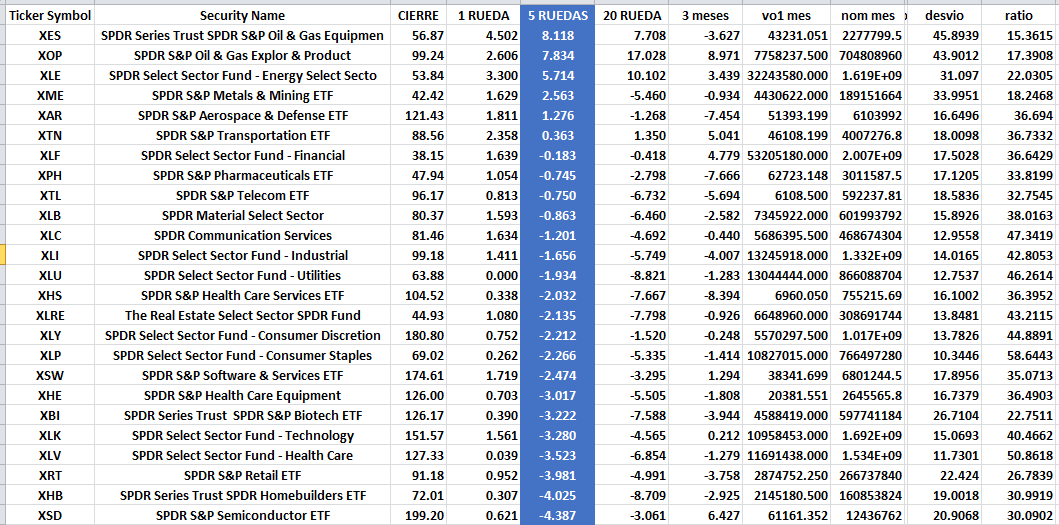 Ticker Symbol Security Name CIERRE 1 RUEDA 5 RUEDAS 20 RUEDA 3 meses vo1 mes nom mes desvio ratio
XES SPDR Series Trust SPDR S&P Oil & Gas Equipmen 56.87 4.502 8.118 7.708 -3.627 43231.051 2277799.5 45.8939 15.3615
XOP SPDR S&P Oil & Gas Explor & Product 99.24 2.606 7.834 17.028 8.971 7758237.500 704808960 43.9012 17.3908
XLE SPDR Select Sector Fund - Energy Select Secto 53.84 3.300 5.714 10.102 3.439 32243580.000 1.619E+09 31.097 22.0305
XME SPDR S&P Metals & Mining ETF 42.42 1.629 2.563 -5.460 -0.934 4430622.000 189151664 33.9951 18.2468
XAR SPDR S&P Aerospace & Defense ETF 121.43 1.811 1.276 -1.268 -7.454 51393.199 6103992 16.6496 36.694
XTN SPDR S&P Transportation ETF 88.56 2.358 0.363 1.350 5.041 46108.199 4007276.8 18.0098 36.7332
XLF SPDR Select Sector Fund - Financial 38.15 1.639 -0.183 -0.418 4.779 53205180.000 2.007E+09 17.5028 36.6429
XPH SPDR S&P Pharmaceuticals ETF 47.94 1.054 -0.745 -2.798 -7.666 62723.148 3011587.5 17.1205 33.8199
XTL SPDR S&P Telecom ETF 96.17 0.813 -0.750 -6.732 -5.694 6108.500 592237.81 18.5836 32.7545
XLB SPDR Material Select Sector 80.37 1.593 -0.863 -6.460 -2.582 7345922.000 601993792 15.8926 38.0163
XLC SPDR Communication Services 81.46 1.634 -1.201 -4.692 -0.440 5686395.500 468674304 12.9558 47.3419
XLI SPDR Select Sector Fund - Industrial 99.18 1.411 -1.656 -5.749 -4.007 13245918.000 1.332E+09 14.0165 42.8053
XLU SPDR Select Sector Fund - Utilities 63.88 0.000 -1.934 -8.821 -1.283 13044444.000 866088704 12.7537 46.2614
XHS SPDR S&P Health Care Services ETF 104.52 0.338 -2.032 -7.667 -8.394 6960.050 755215.69 16.1002 36.3952
XLRE The Real Estate Select Sector SPDR Fund 44.93 1.080 -2.135 -7.798 -0.926 6648960.000 308691744 13.8481 43.2115
XLY SPDR Select Sector Fund - Consumer Discretion 180.80 0.752 -2.212 -1.520 -0.248 5570297.500 1.017E+09 13.7826 44.8891
XLP SPDR Select Sector Fund - Consumer Staples 69.02 0.262 -2.266 -5.335 -1.414 10827015.000 766497280 10.3446 58.6443
XSW SPDR S&P Software & Services ETF 174.61 1.719 -2.474 -3.295 1.294 38341.699 6801244.5 17.8956 35.0713
XHE SPDR S&P Health Care Equipment 126.00 0.703 -3.017 -5.505 -1.808 20381.551 2645565.8 16.7379 36.4903
XBI SPDR Series Trust SPDR S&P Biotech ETF 126.17 0.390 -3.222 -7.588 -3.944 4588419.000 597741184 26.7104 22.7511
XLK SPDR Select Sector Fund - Technology 151.57 1.561 -3.280 -4.565 0.212 10958453.000 1.692E+09 15.0693 40.4662
XLV SPDR Select Sector Fund - Health Care 127.33 0.039 -3.523 -6.854 -1.279 11691438.000 1.534E+09 11.7301 50.8618
XRT SPDR S&P Retail ETF 91.18 0.952 -3.981 -4.991 -3.758 2874752.250 266737840 22.424 26.7839
XHB SPDR Series Trust SPDR Homebuilders ETF 72.01 0.307 -4.025 -8.709 -2.925 2145180.500 160853824 19.0018 30.9919
XSD SPDR S&P Semiconductor ETF 199.20 0.621 -4.387 -3.061 6.427 61161.352 12436762 20.9068 30.0902